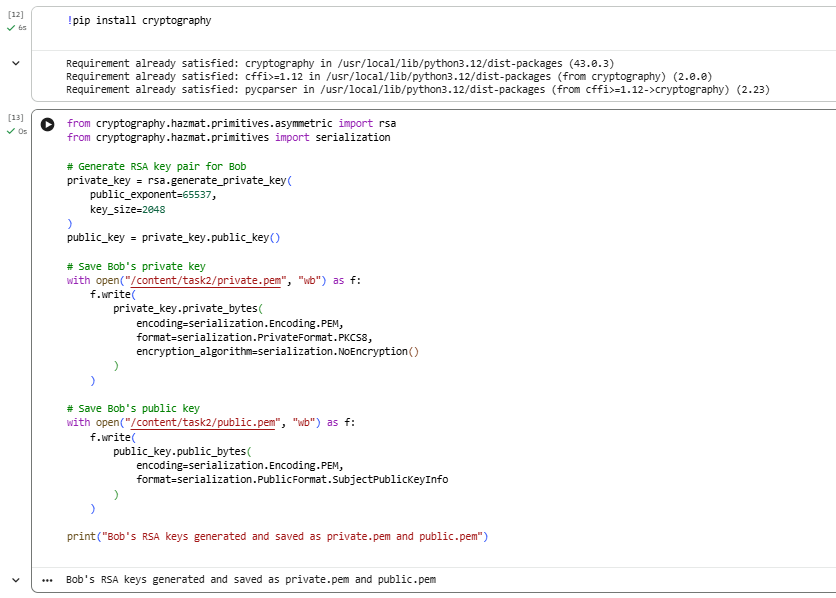 [12]
6s
!pip install cryptography
Requirement already satisfied: cryptography in /usr/local/lib/python3.12/dist-packages (43.0.3)
Requirement already satisfied: cffi>=1.12 in /usr/local/lib/python3.12/dist-packages (from cryptography) (2.0.0)
Requirement already satisfied: pycparser in /usr/local/lib/python3.12/dist-packages (from cffi>=1.12->cryptography) (2.23)
[13]
0s
from cryptography.hazmat.primitives.asymmetric import rsa
from cryptography.hazmat.primitives import serialization
# Generate RSA key pair for Bob
private_key = rsa.generate_private_key(
    public_exponent=65537,
    key_size=2048
)
public_key = private_key.public_key()
# Save Bob's private key
with open("/content/task2/private.pem", "wb") as f:
    f.write(
        private_key.private_bytes(
            encoding=serialization.Encoding.PEM,
            format=serialization.PrivateFormat.PKCS8,
            encryption_algorithm=serialization.NoEncryption()
        )
    )
# Save Bob's public key
with open("/content/task2/public.pem", "wb") as f:
    f.write(
        public_key.public_bytes(
            encoding=serialization.Encoding.PEM,
            format=serialization.PublicFormat.SubjectPublicKeyInfo
        )
    )
print("Bob's RSA keys generated and saved as private.pem and public.pem")
Bob's RSA keys generated and saved as private.pem and public.pem